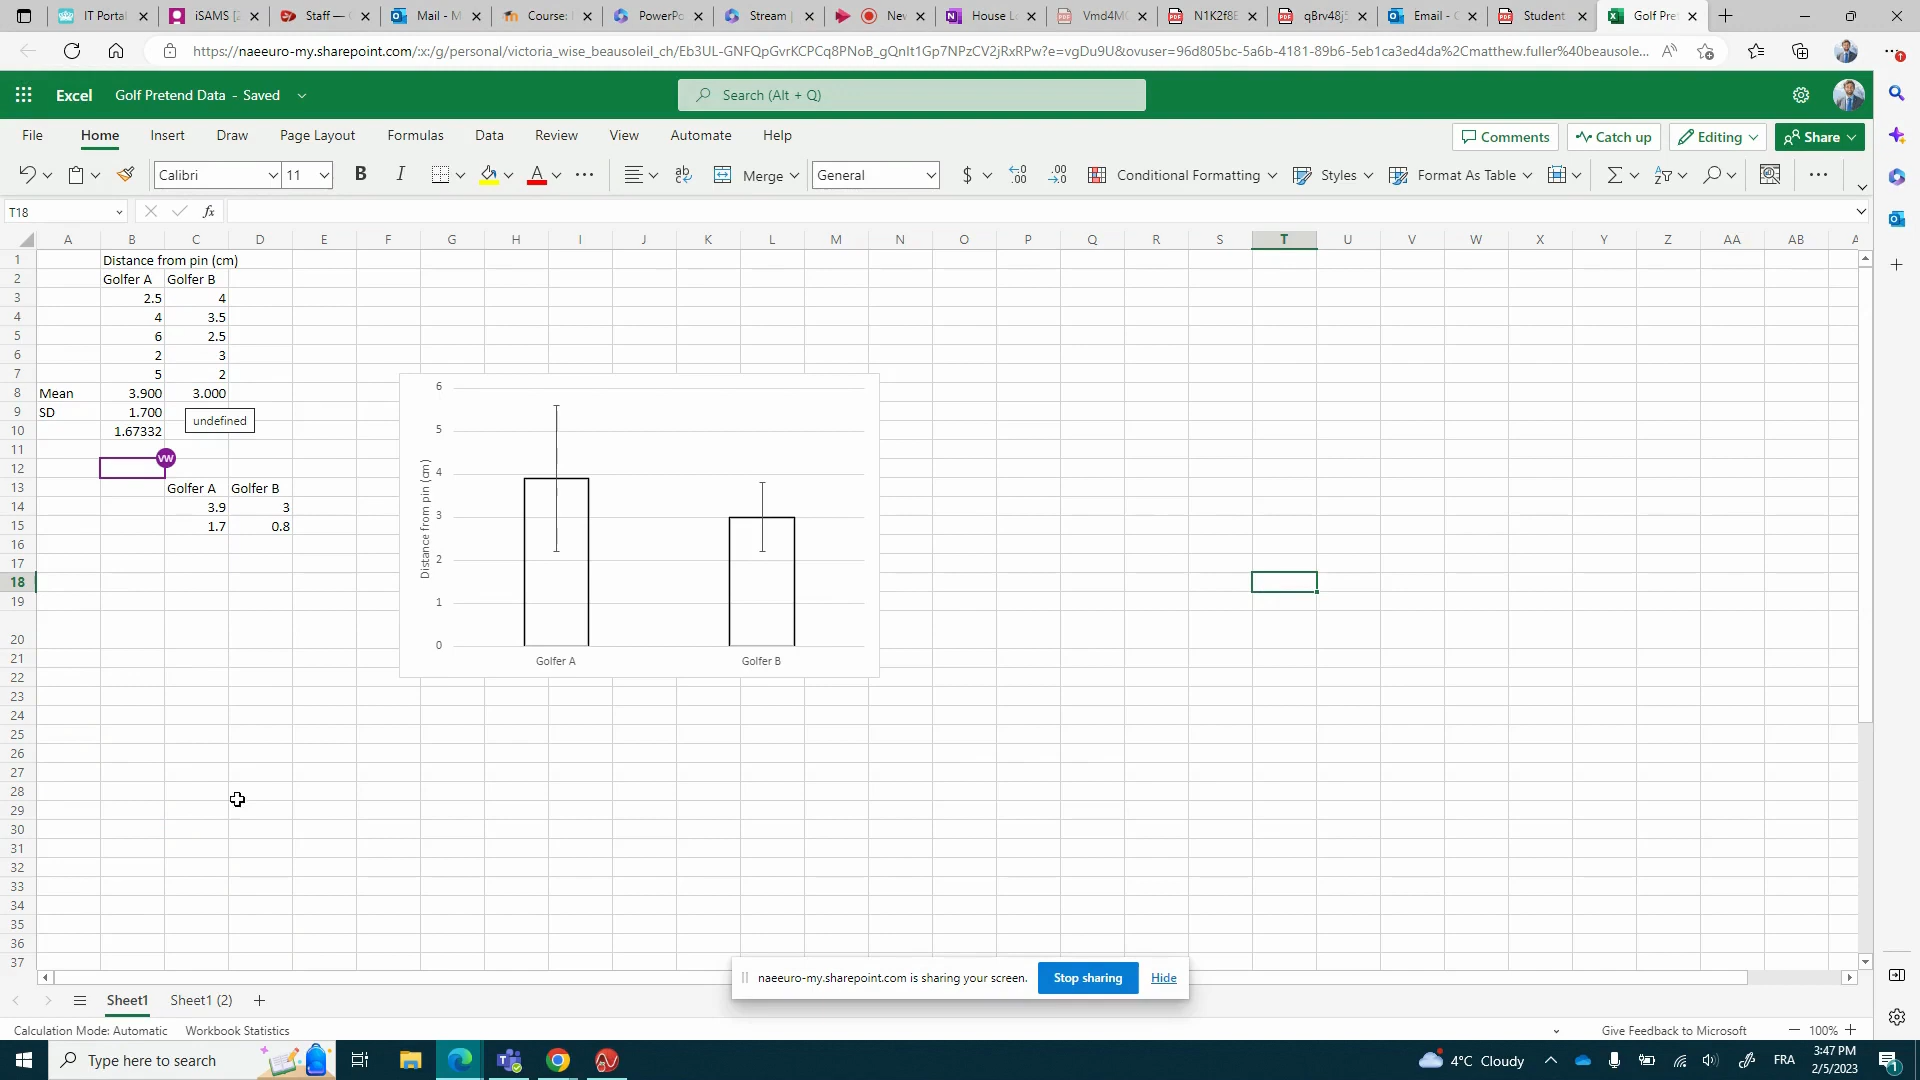 IT Portal
iSAMS [2
Staff —
Mail - M
Course:
PowerPo
Stream |
Nev
House L
Vmd4M
N1K2f8E
qBrv48j
Email -
Student
Golf Pre
https://naeeuro-my.sharepoint.com/:x:/g/personal/victoria_wise_beausoleil_ch/Eb3UL-GNFQpGvrKCPCq8PNoB_gQnIt1Gp7NPzCV2jRxRPw?e=vgDu9U&ovuser=96d805bc-5a6b-4181-89b6-5eb1ca3ed4da%2Cmatthew.fuller%40beausole...
Excel Golf Pretend Data - Saved
Search (Alt + Q)
File Home Insert Draw Page Layout Formulas Data Review View Automate Help
Comments Catch up Editing Share
Calibri 11 B I A ab Merge General $ .00 .00 Conditional Formatting Styles Format As Table
T18 fx
A B C D E F G H I J K L M N O P Q R S T U V W X Y Z AA AB A
1 Distance from pin (cm)
2 Golfer A Golfer B
3 2.5 4
4 4 3.5
5 6 2.5
6 2 3
7 5 2
8 Mean 3.900 3.000
9 SD 1.700
10 1.67332
undefined
11
VW
12
13 Golfer A Golfer B
14 3.9 3
15 1.7 0.8
16
17
18
19
20
21
22
23
24
25
26
27
28
29
30
31
32
33
34
35
36
37
Distance from pin (cm)
6
5
4
3
2
1
0
Golfer A Golfer B
naeeuro-my.sharepoint.com is sharing your screen. Stop sharing Hide
Sheet1 Sheet1 (2)
Calculation Mode: Automatic Workbook Statistics
Give Feedback to Microsoft 100%
Type here to search
4°C Cloudy
FRA
3:47 PM
2/5/2023
1